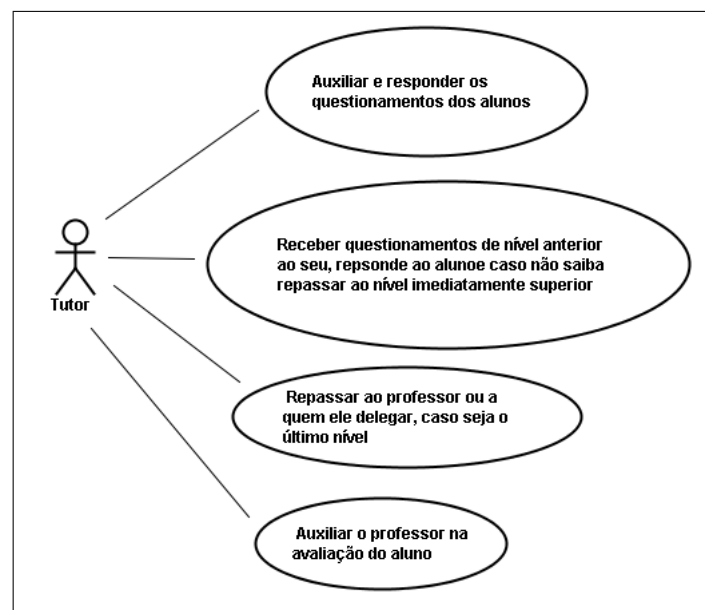 Auxiliar e responder os
questionamentos dos alunos
Receber questionamentos de nível anterior
ao seu, repsonde ao alunoe caso não saiba
repassar ao nível imediatamente superior
Tutor
Repassar ao professor ou a
quem ele delegar, caso seja o
último nível
Auxiliar o professor na
avaliação do aluno